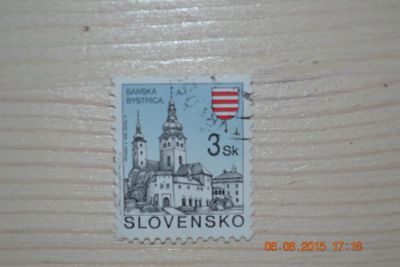 BANSKÁ
BYSTRICA
3 Sk
SLOVENSKO
06.06.2015 17:16